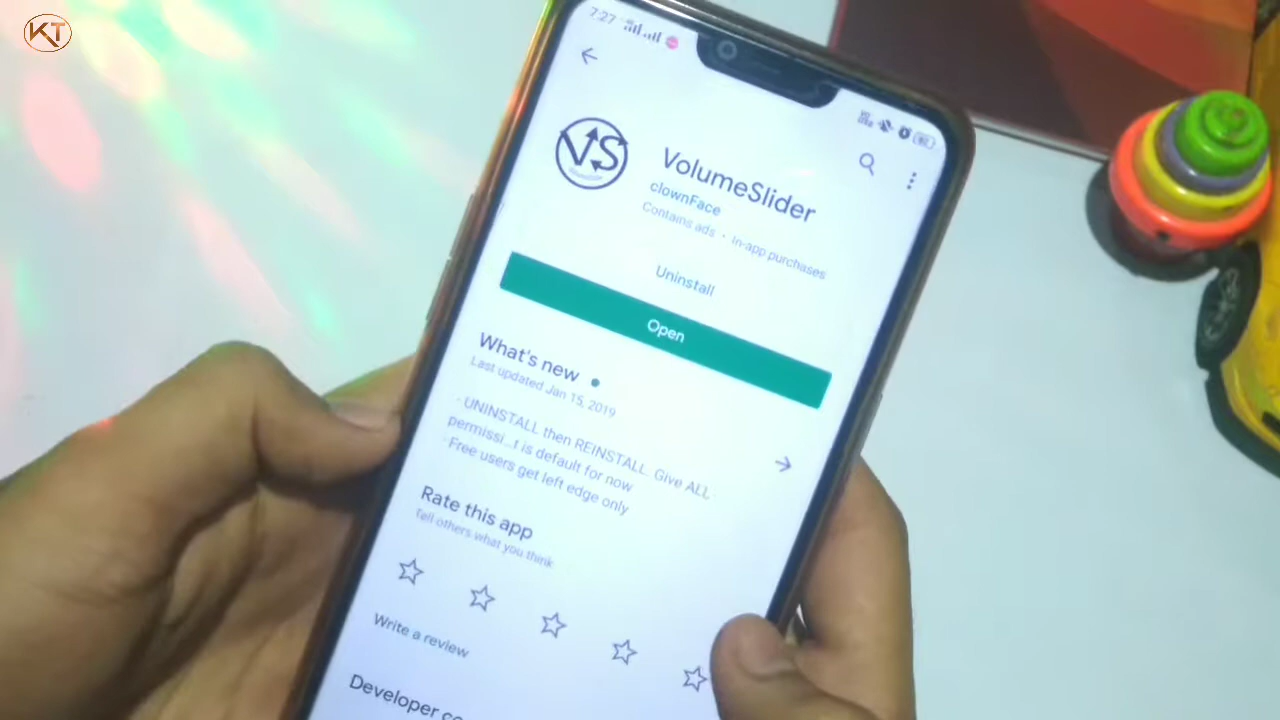 KT
7:27
VS
VolumeSlider
clownFace
Contains ads · In-app purchases
Uninstall
Open
What's new
Last updated Jan 15, 2019
· UNINSTALL then REINSTALL. Give ALL
permissi...t is default for now
· Free users get left edge only
Rate this app
Tell others what you think
Write a review
Developer co